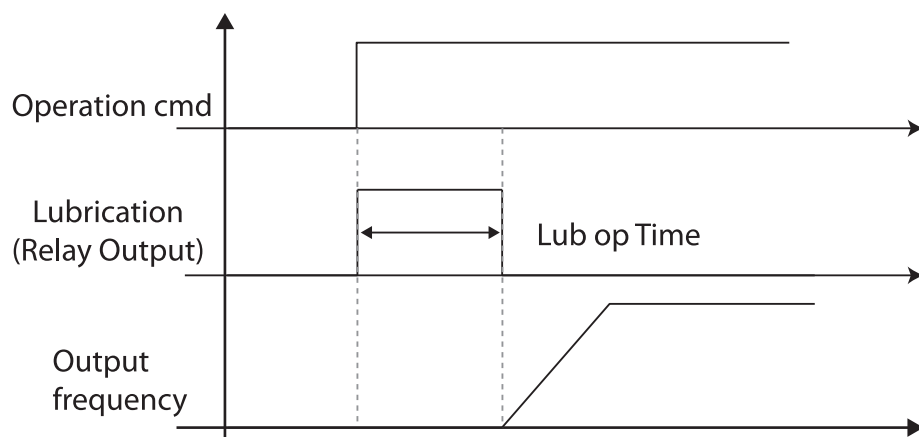 Operation cmd
Lubrication
(Relay Output)
Lub op Time
Output
frequency